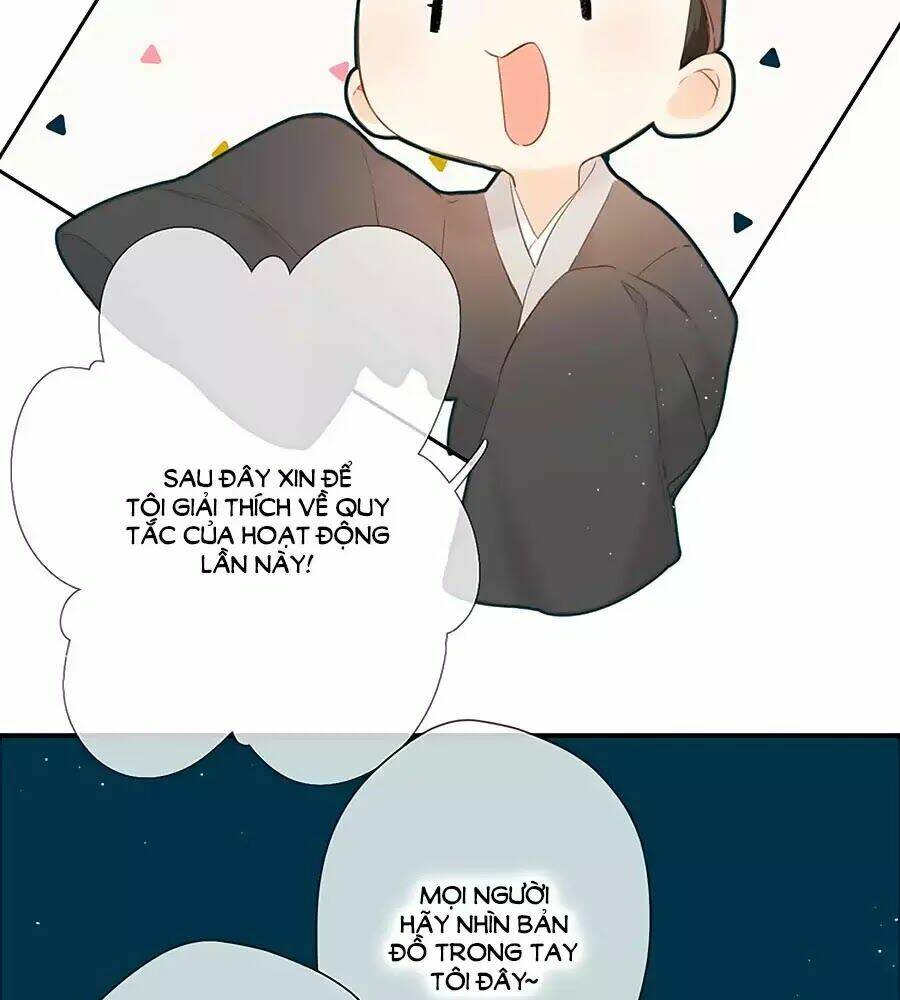 SAU ĐÂY XIN ĐỂ
TÔI GIẢI THÍCH VỀ QUY
TẮC CỦA HOẠT ĐỘNG
LẦN NÀY!
MỌI NGƯỜI
HÃY NHÌN BẢN
ĐỒ TRONG TAY
TÔI ĐÂY~